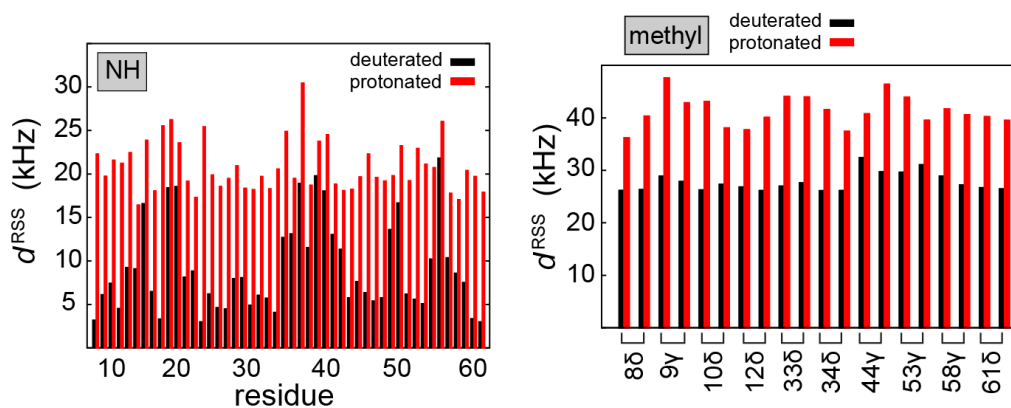 NH
deuterated
protonated
30
25
20
15
10
5
d^RSS (kHz)
10 20 30 40 50 60
residue
methyl
deuterated
protonated
40
30
20
10
d^RSS (kHz)
8δ 9γ 10δ 12δ 33δ 34δ 44γ 53γ 58γ 61δ